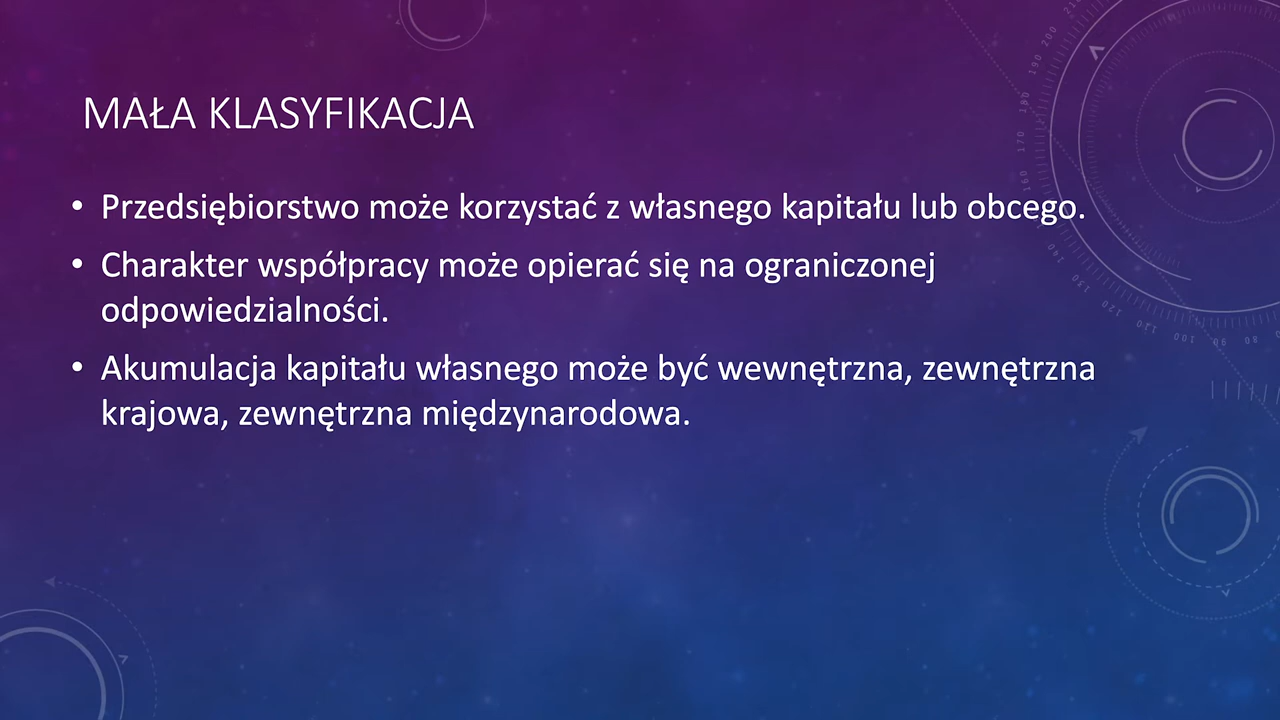 MAŁA KLASYFIKACJA
• Przedsiębiorstwo może korzystać z własnego kapitału lub obcego.
• Charakter współpracy może opierać się na ograniczonej
odpowiedzialności.
• Akumulacja kapitału własnego może być wewnętrzna, zewnętrzna
krajowa, zewnętrzna międzynarodowa.